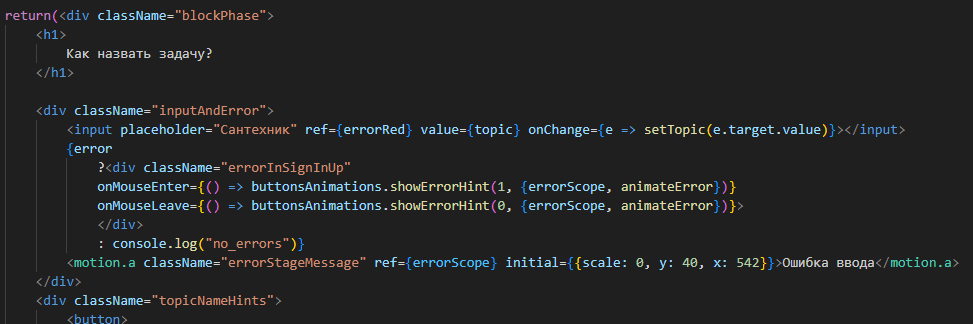 return(<div className="blockPhase">
<h1>
Как назвать задачу?
</h1>
<div className="inputAndError">
<input placeholder="Сантехник" ref={errorRed} value={topic} onChange={e => setTopic(e.target.value)}></input>
{error
?<div className="errorInSignInUp"
onMouseEnter={() => buttonsAnimations.showErrorHint(1, {errorScope, animateError})}
onMouseLeave={() => buttonsAnimations.showErrorHint(0, {errorScope, animateError})}>
</div>
: console.log("no_errors")}
<motion.a className="errorStageMessage" ref={errorScope} initial={{scale: 0, y: 40, x: 542}}>Ошибка ввода</motion.a>
</div>
<div className="topicNameHints">
<button>